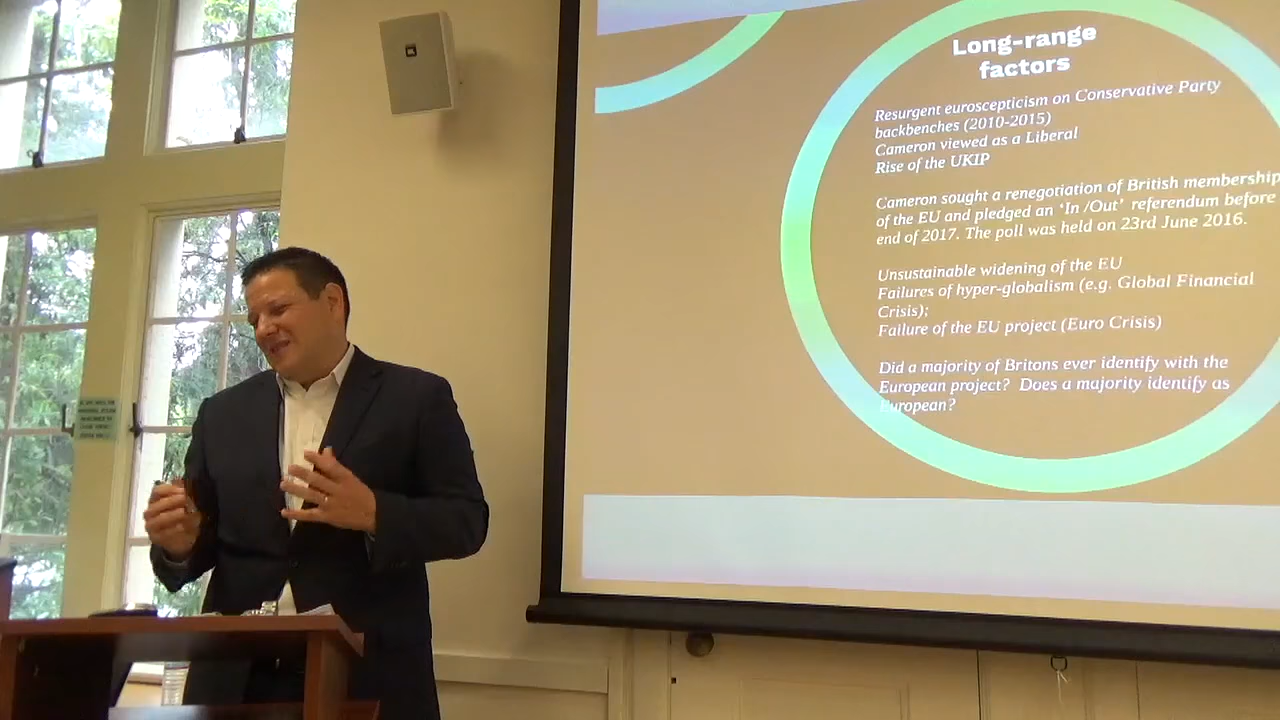 Long-range
factors
Resurgent euroscepticism on Conservative Party
backbenches (2010-2015)
Cameron viewed as a Liberal
Rise of the UKIP
Cameron sought a renegotiation of British membership
of the EU and pledged an ‘In /Out’ referendum before
end of 2017. The poll was held on 23rd June 2016.
Unsustainable widening of the EU
Failures of hyper-globalism (e.g. Global Financial
Crisis);
Failure of the EU project (Euro Crisis)
Did a majority of Britons ever identify with the
European project? Does a majority identify as
European?